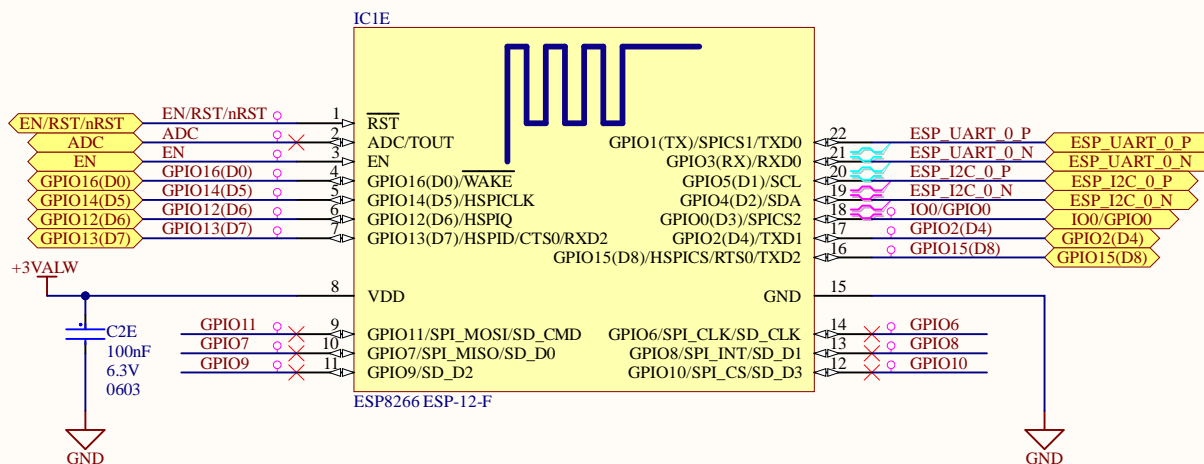 IC1E
EN/RST/nRST EN/RST/nRST 1 RST
ADC ADC 2 ADC/TOUT GPIO1(TX)/SPICS1/TXD0 22 ESP_UART_0_P ESP_UART_0_P
EN EN 3 EN GPIO3(RX)/RXD0 21 ESP_UART_0_N ESP_UART_0_N
GPIO16(D0) GPIO16(D0) 4 GPIO16(D0)/WAKE GPIO5(D1)/SCL 20 ESP_I2C_0_P ESP_I2C_0_P
GPIO14(D5) GPIO14(D5) 5 GPIO14(D5)/HSPICLK GPIO4(D2)/SDA 19 ESP_I2C_0_N ESP_I2C_0_N
GPIO12(D6) GPIO12(D6) 6 GPIO12(D6)/HSPIQ GPIO0(D3)/SPICS2 18 IO0/GPIO0 IO0/GPIO0
GPIO13(D7) GPIO13(D7) 7 GPIO13(D7)/HSPID/CTS0/RXD2 GPIO2(D4)/TXD1 17 GPIO2(D4) GPIO2(D4)
GPIO15(D8)/HSPICS/RTS0/TXD2 16 GPIO15(D8) GPIO15(D8)
+3VALW
8 VDD GND 15
GPIO11 9 GPIO11/SPI_MOSI/SD_CMD GPIO6/SPI_CLK/SD_CLK 14 GPIO6
GPIO7 10 GPIO7/SPI_MISO/SD_D0 GPIO8/SPI_INT/SD_D1 13 GPIO8
GPIO9 11 GPIO9/SD_D2 GPIO10/SPI_CS/SD_D3 12 GPIO10
C2E
100nF
6.3V
0603
ESP8266 ESP-12-F
GND GND